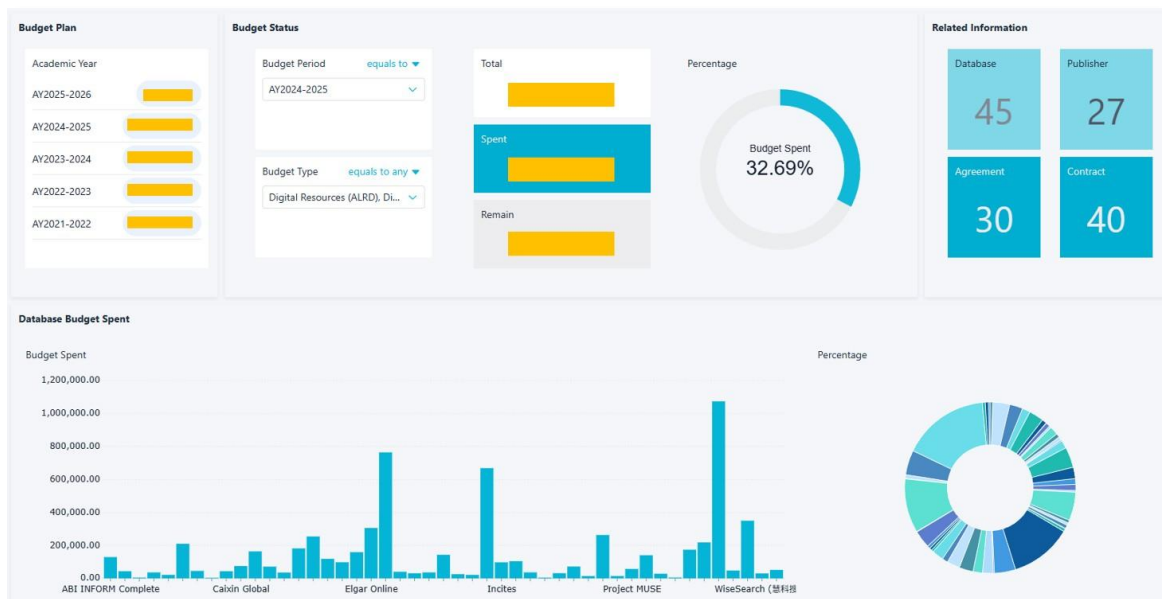 Budget Plan
Academic Year
AY2025-2026
AY2024-2025
AY2023-2024
AY2022-2023
AY2021-2022
Budget Status
Budget Period equals to
AY2024-2025
Budget Type equals to any
Digital Resources (ALRD), Di...
Total
Spent
Remain
Percentage
Budget Spent
32.69%
Related Information
Database
45
Publisher
27
Agreement
30
Contract
40
Database Budget Spent
Budget Spent
1,200,000.00
1,000,000.00
800,000.00
600,000.00
400,000.00
200,000.00
0.00
ABI INFORM Complete Caixin Global Elgar Online Incites Project MUSE WiseSearch (慧科
Percentage